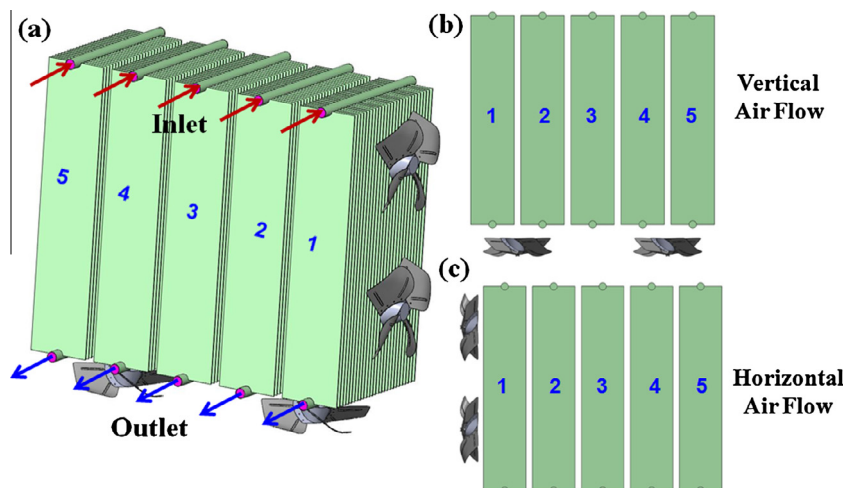 (a)
Inlet
5
4
3
2
1
Outlet
(b)
1 2 3 4 5
Vertical
Air Flow
(c)
1 2 3 4 5
Horizontal
Air Flow